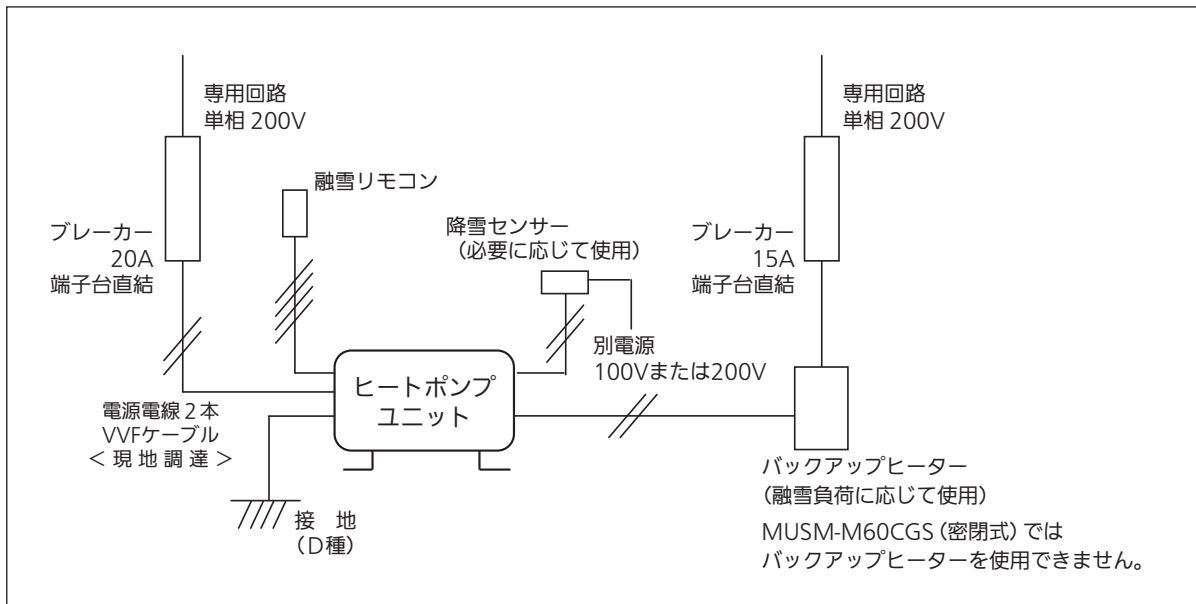 専用回路
単相 200V
ブレーカー
20A
端子台直結
融雪リモコン
降雪センサー
（必要に応じて使用）
専用回路
単相 200V
ブレーカー
15A
端子台直結
別電源
100Vまたは200V
ヒートポンプ
ユニット
電源電線２本
VVFケーブル
＜現地調達＞
接　地
（D種）
バックアップヒーター
（融雪負荷に応じて使用）
MUSM-M60CGS（密閉式）では
バックアップヒーターを使用できません。